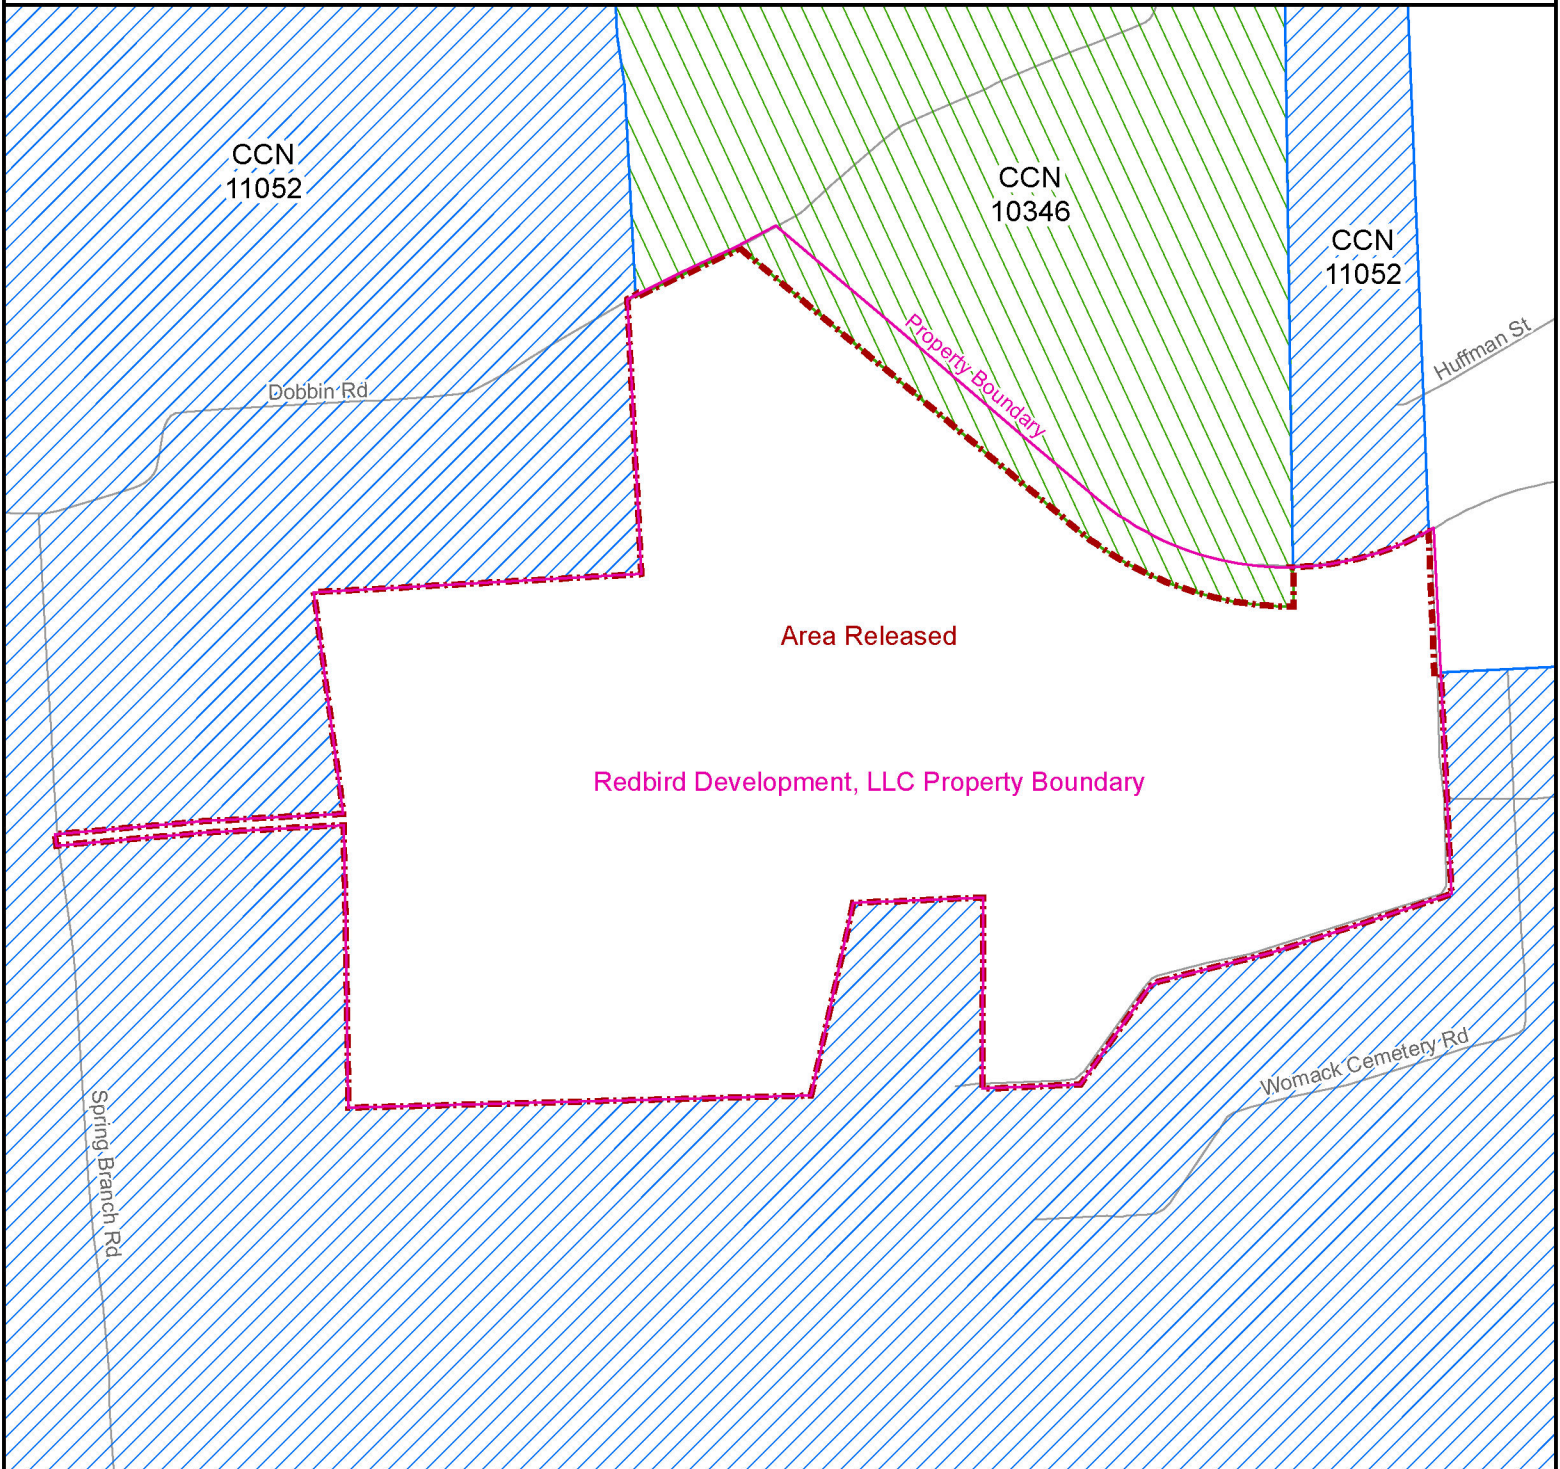 CCN
11052
CCN
10346
CCN
11052
Huffman St
Property Boundary
Dobbin Rd
Area Released
Redbird Development, LLC Property Boundary
Womack Cemetery Rd
Spring Branch Rd